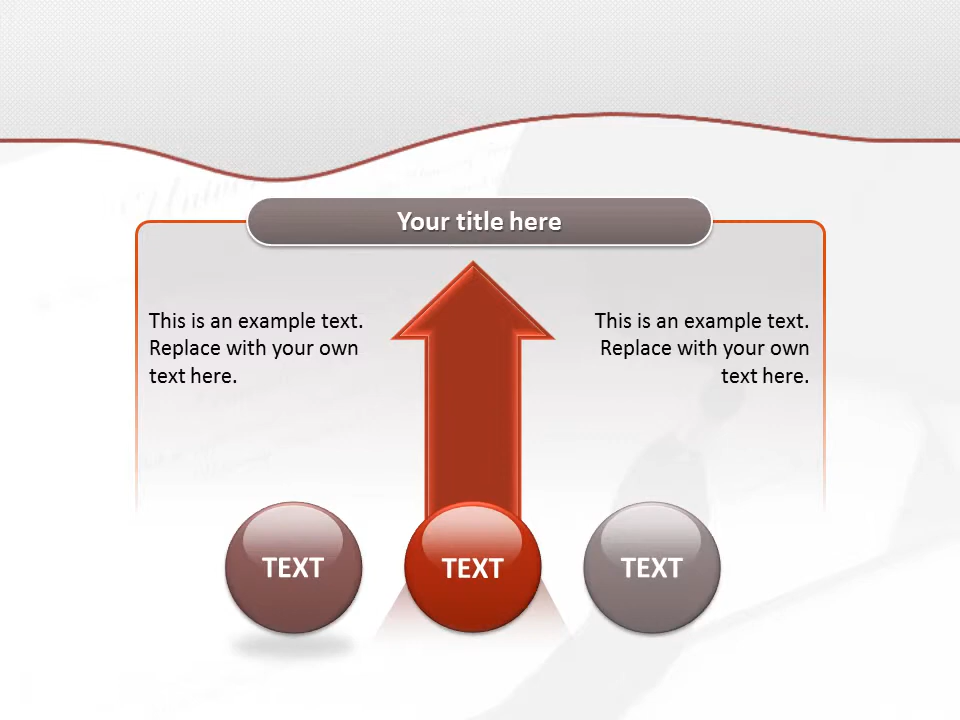 Your title here
This is an example text.
Replace with your own
text here.
This is an example text.
Replace with your own
text here.
TEXT
TEXT
TEXT